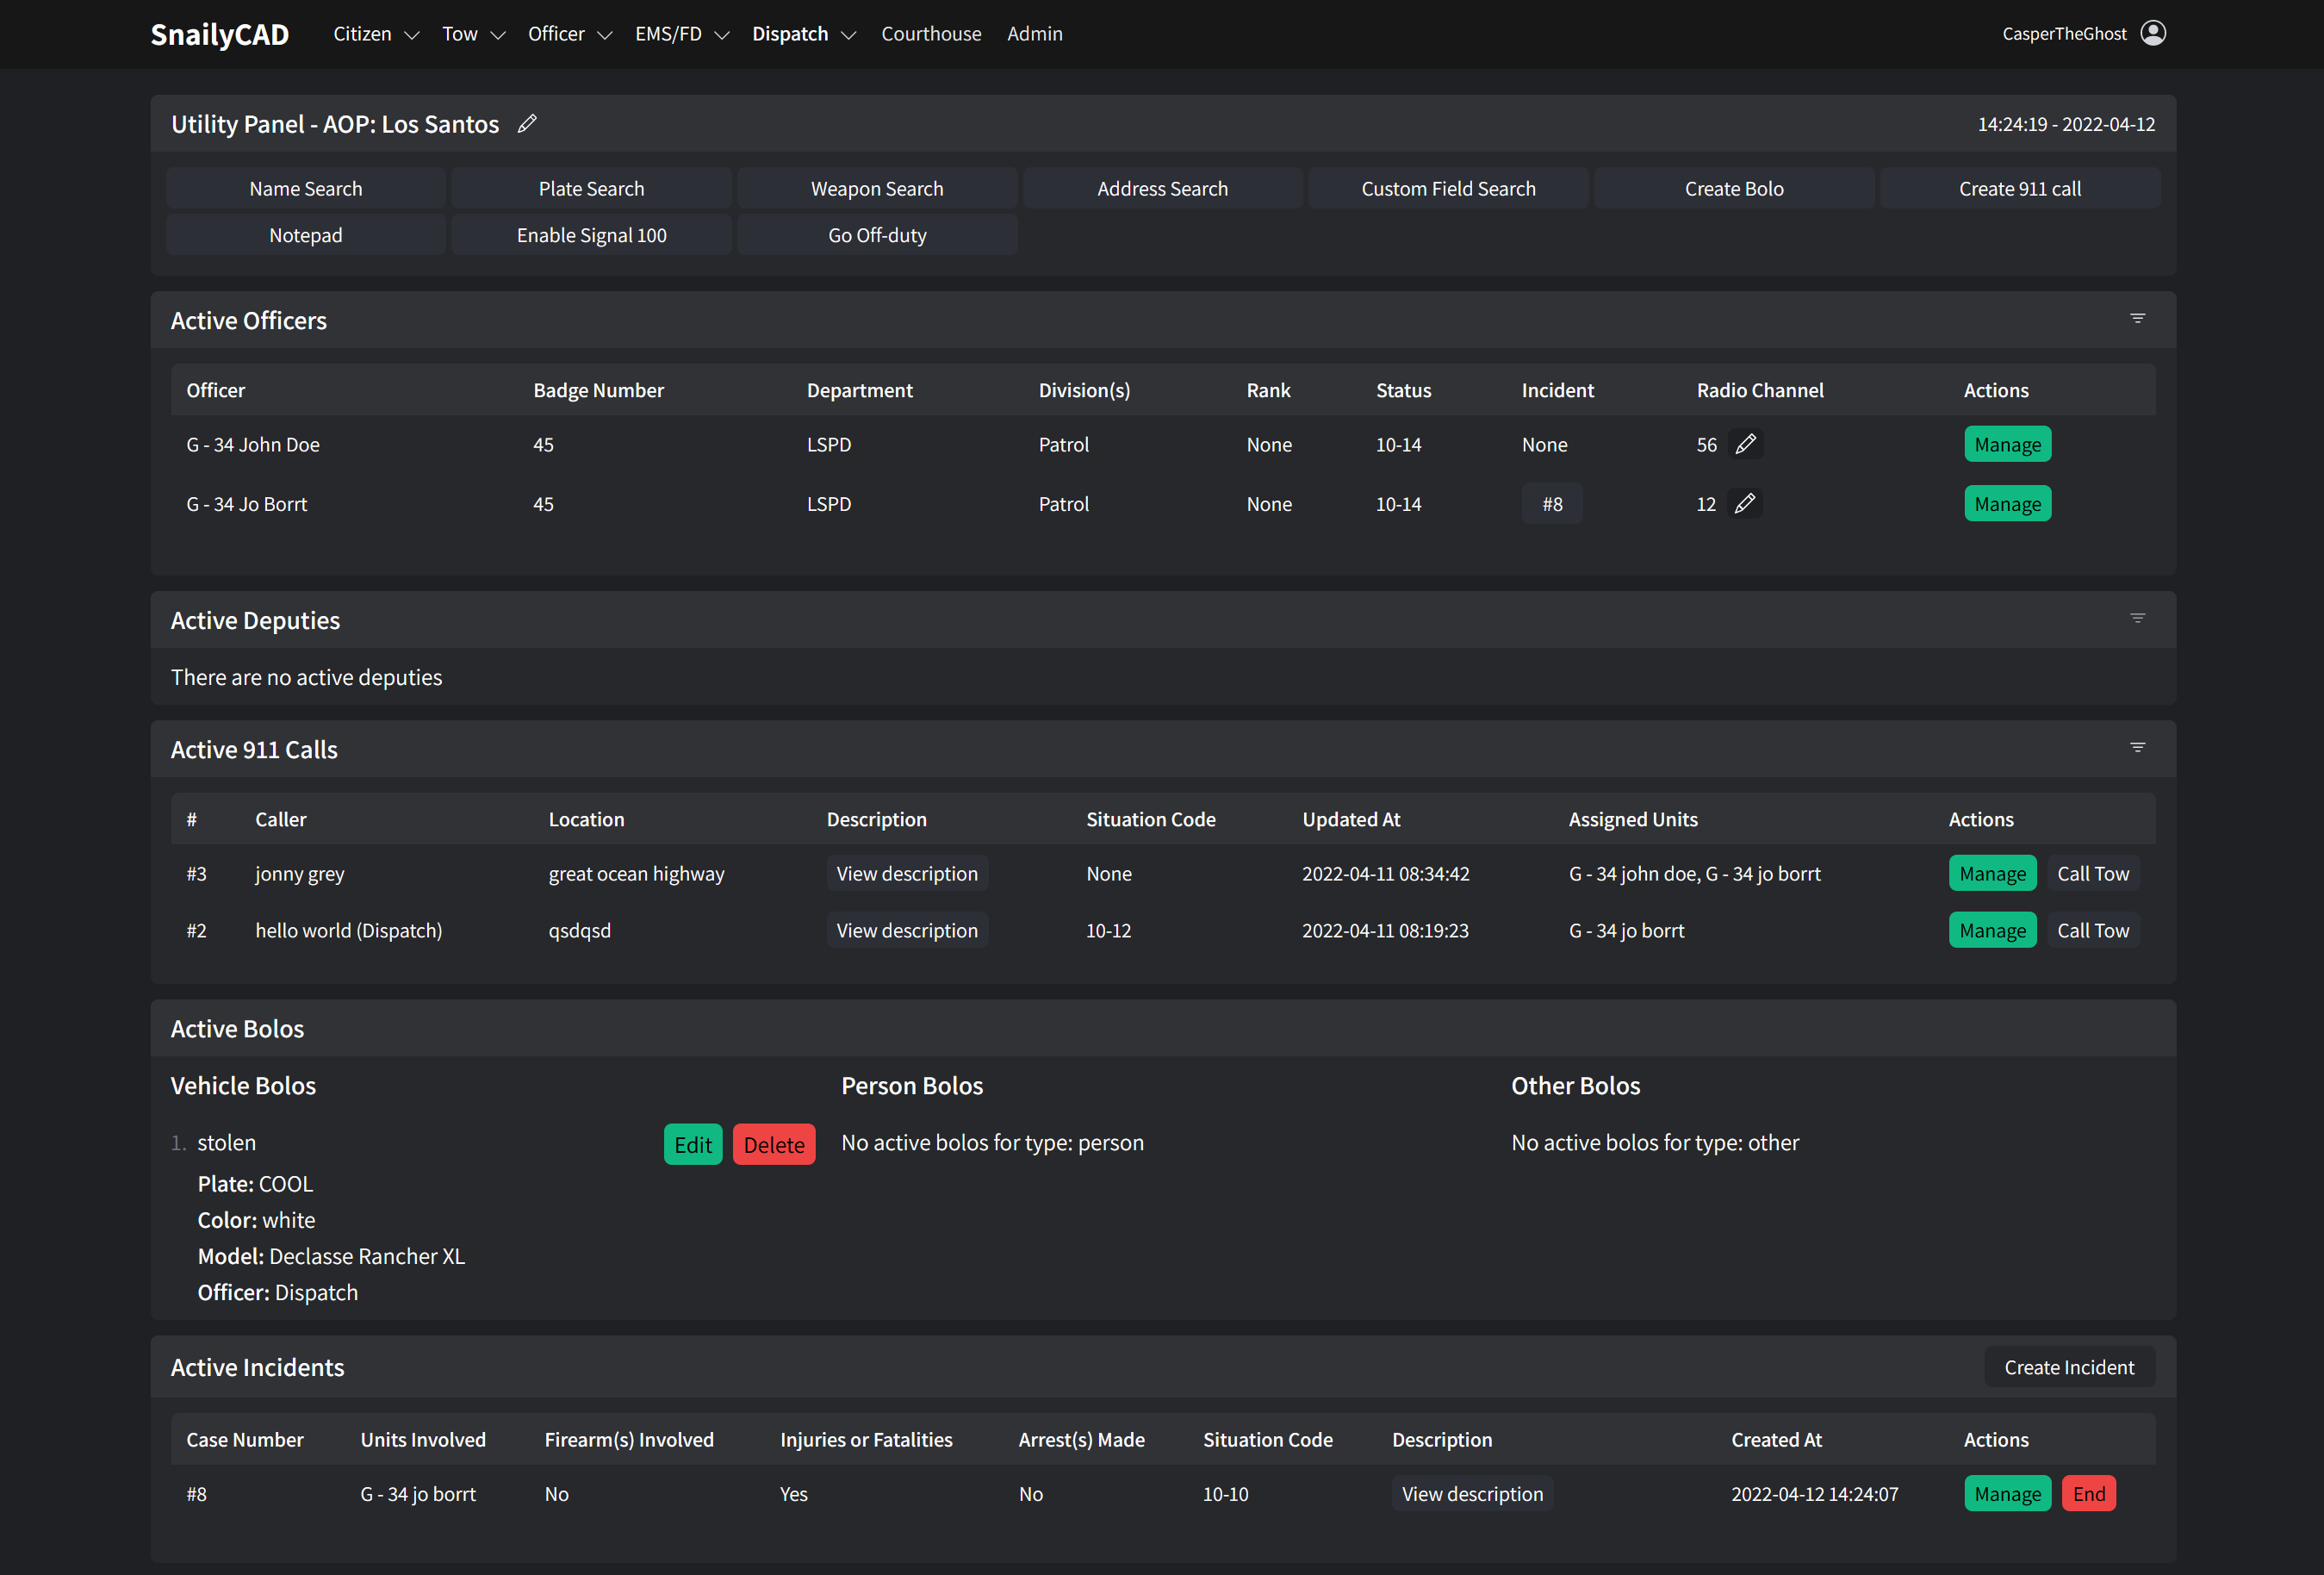 SnailyCAD Citizen Tow Officer EMS/FD Dispatch Courthouse Admin CasperTheGhost
Utility Panel - AOP: Los Santos 14:24:19 - 2022-04-12
Name Search Plate Search Weapon Search Address Search Custom Field Search Create Bolo Create 911 call
Notepad Enable Signal 100 Go Off-duty
Active Officers
Officer Badge Number Department Division(s) Rank Status Incident Radio Channel Actions
G - 34 John Doe 45 LSPD Patrol None 10-14 None 56 Manage
G - 34 Jo Borrt 45 LSPD Patrol None 10-14 #8 12 Manage
Active Deputies
There are no active deputies
Active 911 Calls
# Caller Location Description Situation Code Updated At Assigned Units Actions
#3 jonny grey great ocean highway View description None 2022-04-11 08:34:42 G - 34 john doe, G - 34 jo borrt Manage Call Tow
#2 hello world (Dispatch) qsdqsd View description 10-12 2022-04-11 08:19:23 G - 34 jo borrt Manage Call Tow
Active Bolos
Vehicle Bolos Person Bolos Other Bolos
1. stolen Edit Delete No active bolos for type: person No active bolos for type: other
Plate: COOL
Color: white
Model: Declasse Rancher XL
Officer: Dispatch
Active Incidents Create Incident
Case Number Units Involved Firearm(s) Involved Injuries or Fatalities Arrest(s) Made Situation Code Description Created At Actions
#8 G - 34 jo borrt No Yes No 10-10 View description 2022-04-12 14:24:07 Manage End